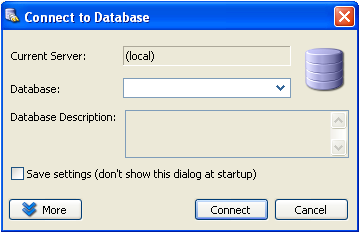 Connect to Database
Current Server: (local)
Database:
Database Description:
Save settings (don't show this dialog at startup)
More Connect Cancel